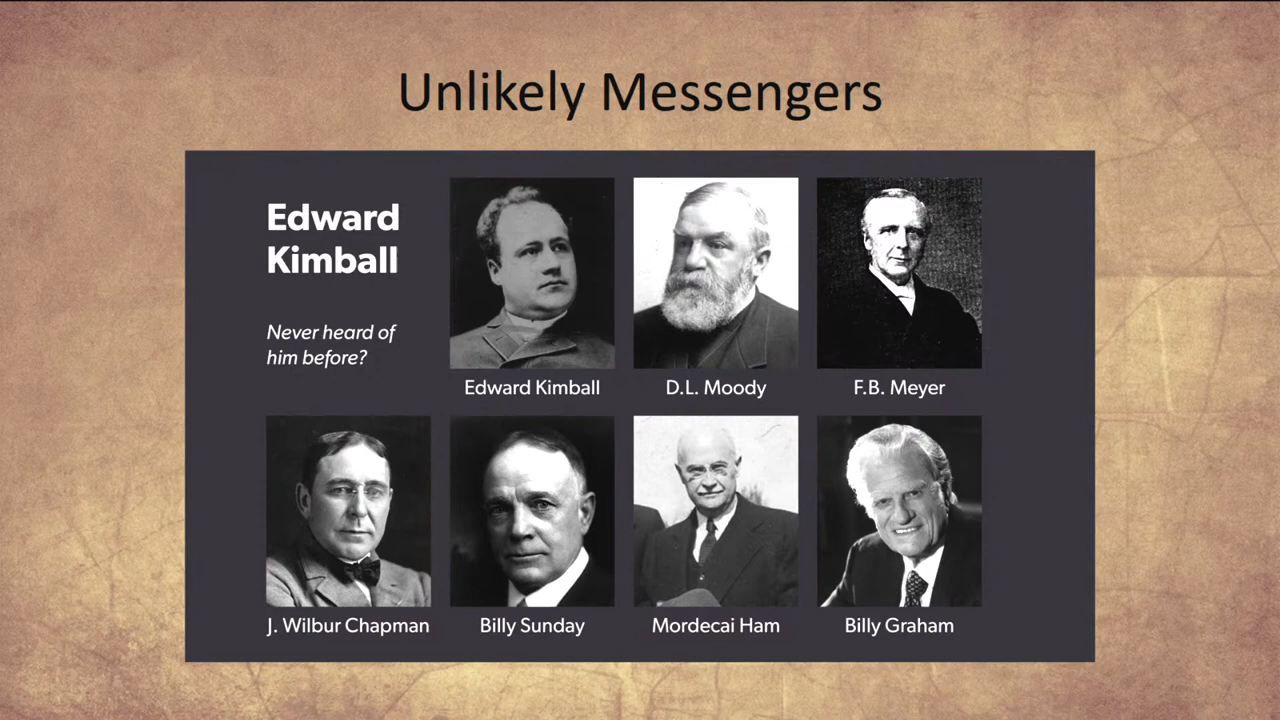 Unlikely Messengers
Edward
Kimball
Never heard of
him before?
Edward Kimball
D.L. Moody
F.B. Meyer
J. Wilbur Chapman
Billy Sunday
Mordecai Ham
Billy Graham